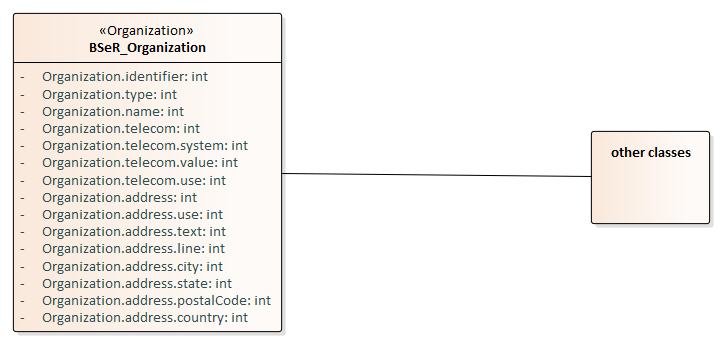 «Organization»
BSeR_Organization
- Organization.identifier: int
- Organization.type: int
- Organization.name: int
- Organization.telecom: int
- Organization.telecom.system: int
- Organization.telecom.value: int
- Organization.telecom.use: int
- Organization.address: int
- Organization.address.use: int
- Organization.address.text: int
- Organization.address.line: int
- Organization.address.city: int
- Organization.address.state: int
- Organization.address.postalCode: int
- Organization.address.country: int
other classes